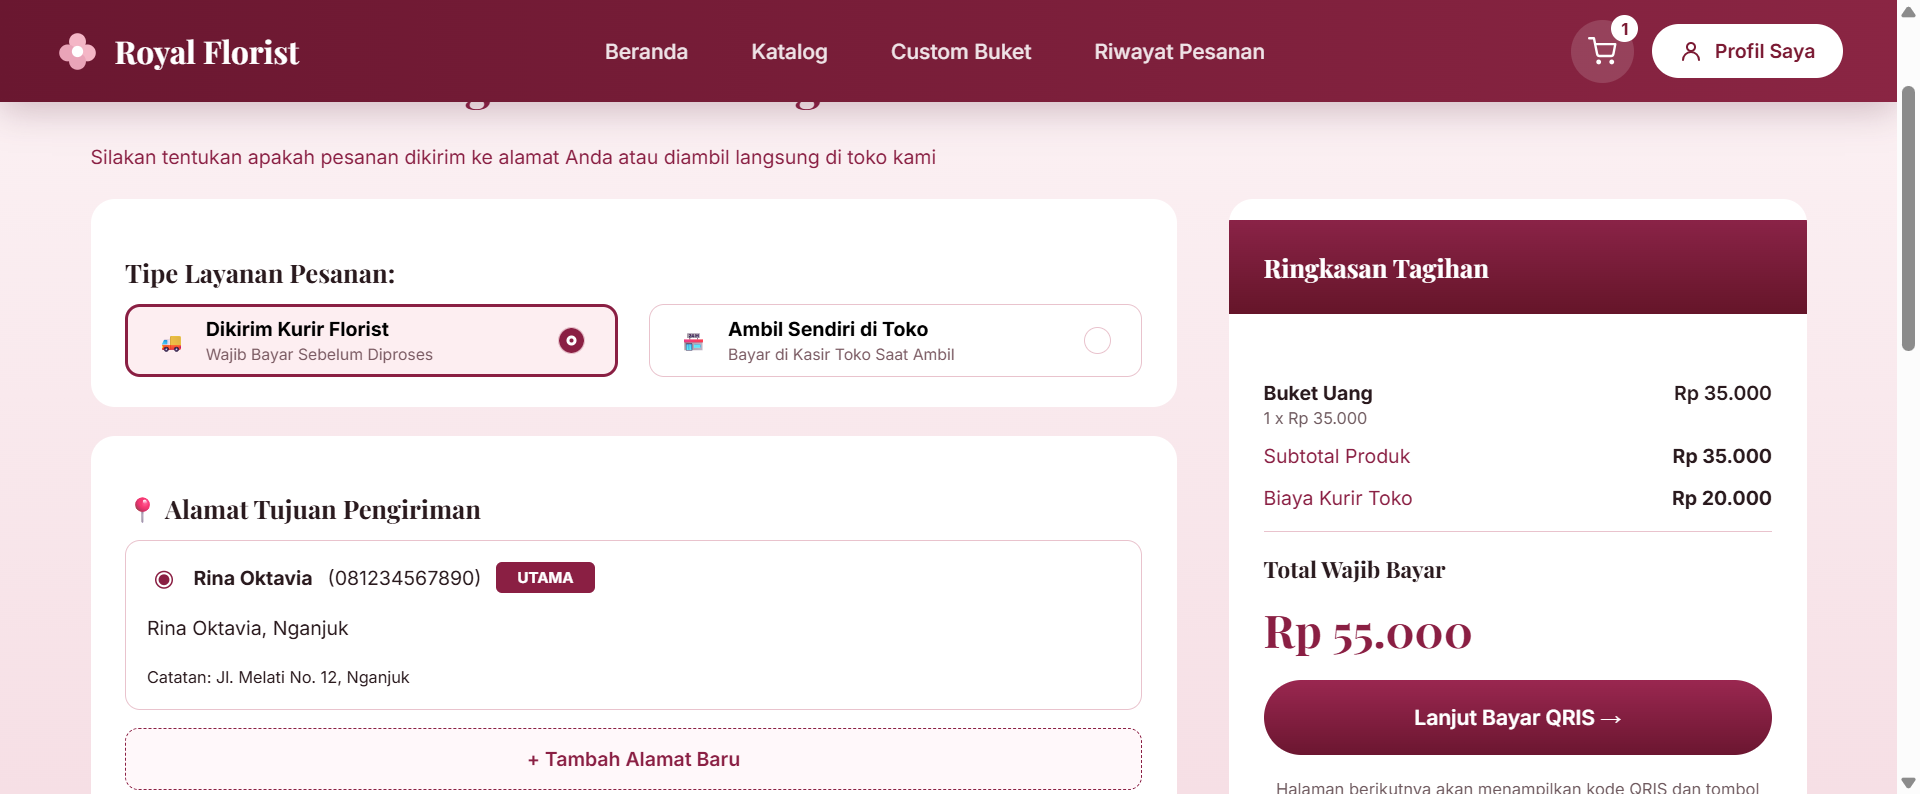 Royal Florist
Beranda
Katalog
Custom Buket
Riwayat Pesanan
1
Profil Saya
Silakan tentukan apakah pesanan dikirim ke alamat Anda atau diambil langsung di toko kami
Tipe Layanan Pesanan:
Dikirim Kurir Florist
Wajib Bayar Sebelum Diproses
Ambil Sendiri di Toko
Bayar di Kasir Toko Saat Ambil
Alamat Tujuan Pengiriman
Rina Oktavia (081234567890) UTAMA
Rina Oktavia, Nganjuk
Catatan: Jl. Melati No. 12, Nganjuk
+ Tambah Alamat Baru
Ringkasan Tagihan
Buket Uang Rp 35.000
1 x Rp 35.000
Subtotal Produk Rp 35.000
Biaya Kurir Toko Rp 20.000
Total Wajib Bayar
Rp 55.000
Lanjut Bayar QRIS →
Halaman berikutnya akan menampilkan kode QRIS dan tombol